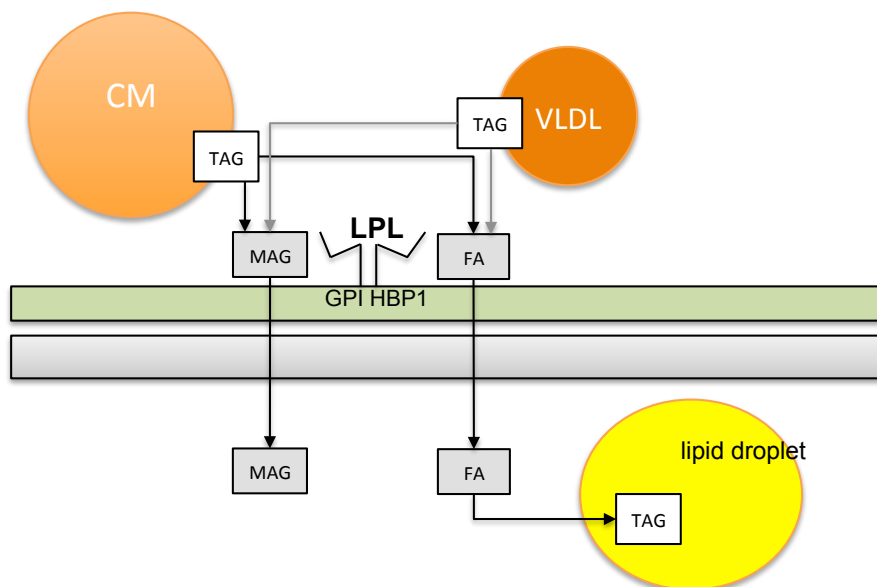 CM
TAG
VLDL
TAG
LPL
MAG
FA
GPI HBP1
lipid droplet
MAG
FA
TAG